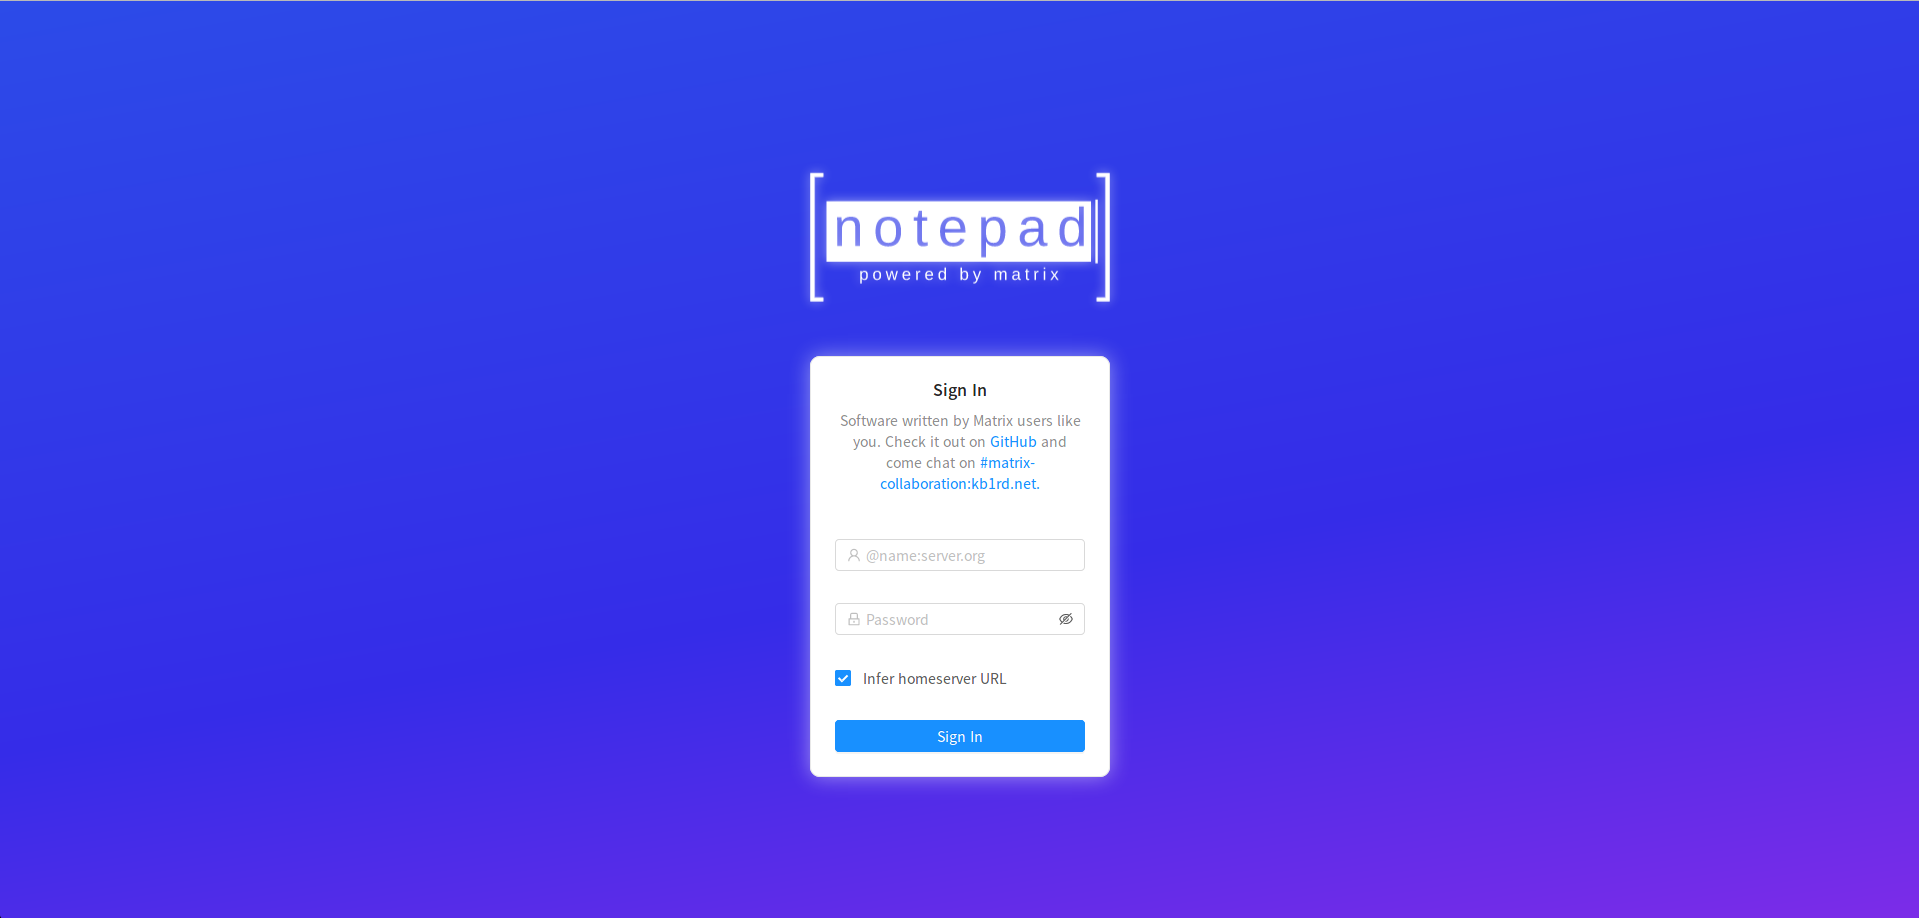 notepad
powered by matrix
Sign In
Software written by Matrix users like
you. Check it out on GitHub and
come chat on #matrix-
collaboration:kb1rd.net.
@name:server.org
Password
Infer homeserver URL
Sign In